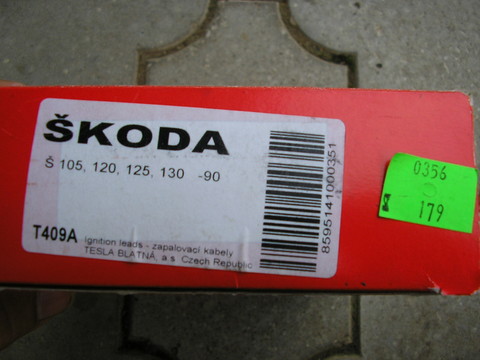 ŠKODA
Š 105, 120, 125, 130 -90
T409A Ignition leads - zapalovací kabely
TESLA BLATNÁ, a.s. Czech Republic
8595141000351
0356
179